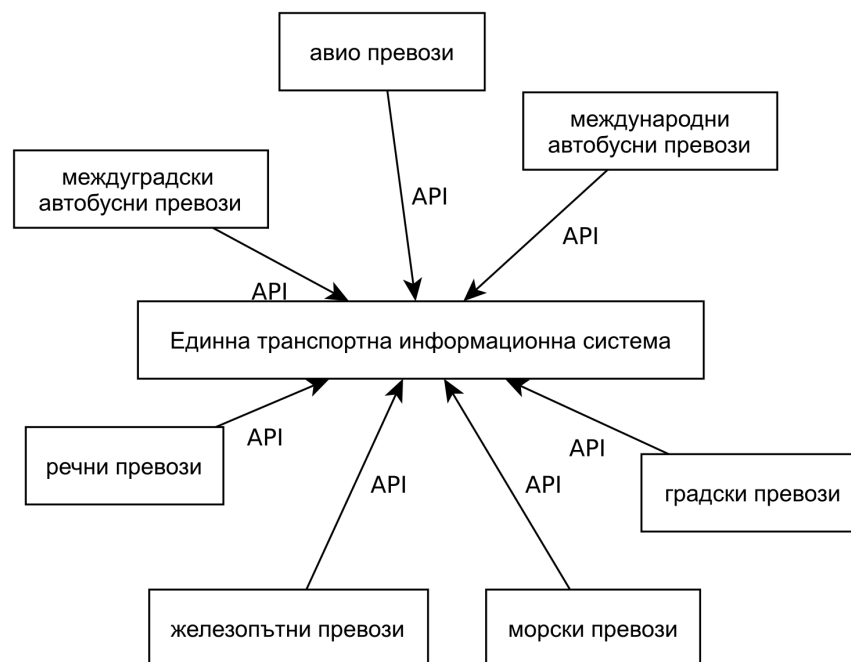 авио превози
международни
автобусни превози
междуградски
автобусни превози
API
API
API
Единна транспортна информационна система
API
API
API
API
речни превози
градски превози
железопътни превози
морски превози